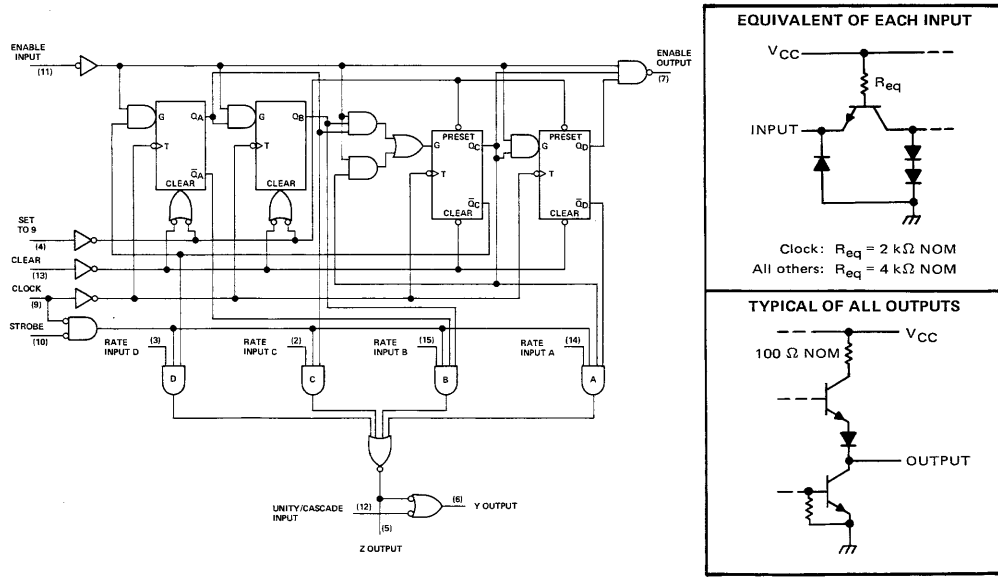 ENABLE
INPUT
(11)
ENABLE
OUTPUT
(7)
G
QA
Q̄A
T
CLEAR
G
QB
T
CLEAR
PRESET
G
QC
T
Q̄C
CLEAR
PRESET
G
QD
T
Q̄D
CLEAR
SET
TO 9
(4)
CLEAR
(13)
CLOCK
(9)
STROBE
(10)
RATE
INPUT D
(3)
RATE
INPUT C
(2)
RATE
INPUT B
(15)
RATE
INPUT A
(14)
D
C
B
A
UNITY/CASCADE
INPUT
(12)
(6)
Y OUTPUT
(5)
Z OUTPUT
EQUIVALENT OF EACH INPUT
VCC
Req
INPUT
Clock: Req = 2 kΩ NOM
All others: Req = 4 kΩ NOM
TYPICAL OF ALL OUTPUTS
VCC
100 Ω NOM
OUTPUT